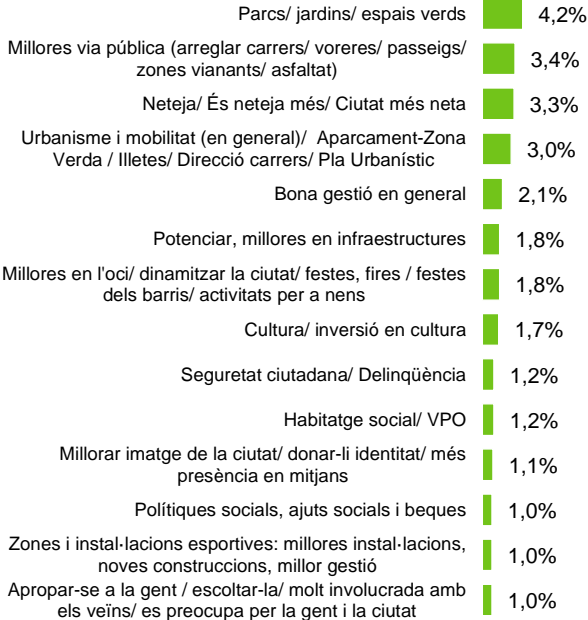 Parcs/ jardins/ espais verds 4,2%
Millores via pública (arreglar carrers/ voreres/ passeigs/
zones vianants/ asfaltat) 3,4%
Neteja/ És neteja més/ Ciutat més neta 3,3%
Urbanisme i mobilitat (en general)/ Aparcament-Zona
Verda / Illetes/ Direcció carrers/ Pla Urbanístic 3,0%
Bona gestió en general 2,1%
Potenciar, millores en infraestructures 1,8%
Millores en l'oci/ dinamitzar la ciutat/ festes, fires / festes
dels barris/ activitats per a nens 1,8%
Cultura/ inversió en cultura 1,7%
Seguretat ciutadana/ Delinqüència 1,2%
Habitatge social/ VPO 1,2%
Millorar imatge de la ciutat/ donar-li identitat/ més
presència en mitjans 1,1%
Polítiques socials, ajuts socials i beques 1,0%
Zones i instal·lacions esportives: millores instal·lacions,
noves construccions, millor gestió 1,0%
Apropar-se a la gent / escoltar-la/ molt involucrada amb
els veïns/ es preocupa per la gent i la ciutat 1,0%